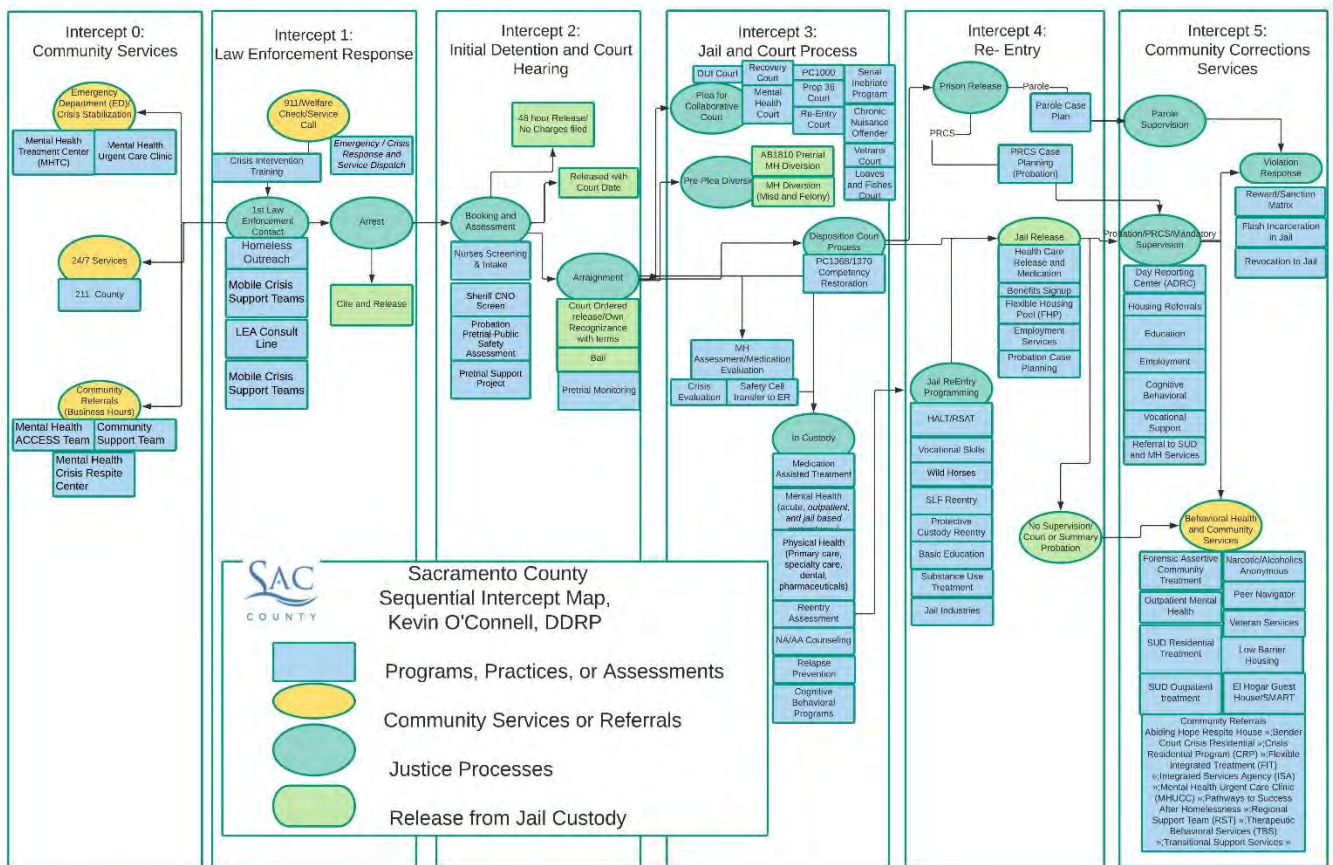 Intercept 0:
Community Services
Emergency
Department (ED)/
Crisis Stabilization
Mental Health
Treatment Center
(MHTC)
Mental Health
Urgent Care Clinic
24/7 Services
211 County
Community
Referrals
(Business Hours)
Mental Health
ACCESS Team
Community
Support Team
Mental Health
Crisis Respite
Center
Intercept 1:
Law Enforcement Response
911/Welfare
Check/Service
Call
Emergency / Crisis
Response and
Service Dispatch
Crisis Intervention
Training
1st Law
Enforcement
Contact
Arrest
Homeless
Outreach
Mobile Crisis
Support Teams
LEA Consult
Line
Mobile Crisis
Support Teams
Cite and Release
Intercept 2:
Initial Detention and Court
Hearing
48 hour Release/
No Charges filed
Released with
Court Date
Booking and
Assessment
Nurses Screening
& Intake
Sheriff CNO
Screen
Probation
Pretrial-Public
Safety
Assessment
Pretrial Support
Project
Arraignment
Court Ordered
release/Own
Recognizance
with terms
Bail
Pretrial Monitoring
Intercept 3:
Jail and Court Process
DUI Court
Recovery
Court
PC1000
Serial
Inebriate
Program
Plea for
Collaborative
Court
Mental
Health
Court
Prop 36
Court
Re-Entry
Court
Chronic
Nuisance
Offender
Vetrans
Court
Loaves
and Fishes
Court
Pre-Plea Diversion
AB1810 Pretrial
MH Diversion
MH Diversion
(Misd and Felony)
Disposition Court
Process
PC1368/1370
Competency
Restoration
MH
Assessment/Medication
Evaluation
Crisis
Evaluation
Safety Cell
Transfer to ER
In Custody
Medication
Assisted Treatment
Mental Health
(acute, outpatient,
and jail based
Physical Health
(Primary care,
specialty care,
dental,
pharmaceuticals)
Reentry
Assessment
NA/AA Counseling
Relapse
Prevention
Cognitive
Behavioral
Programs
Intercept 4:
Re- Entry
Prison Release
Parole
Parole Case
Plan
PRCS
PRCS Case
Planning
(Probation)
Jail Release
Health Care
Release and
Medication
Benefits Signup
Flexible Housing
Pool (FHP)
Employment
Services
Probation Case
Planning
Jail ReEntry
Programming
HALT/RSAT
Vocational Skills
Wild Horses
SLF Reentry
Protective
Custody Reentry
Basic Education
Substance Use
Treatment
Jail Industries
No Supervision/
Court or Summary
Probation
Intercept 5:
Community Corrections
Services
Parole
Supervision
Violation
Response
Reward/Sanction
Matrix
Flash Incarceration
in Jail
Revocation to Jail
Probation/PRCS/Mandatory
Supervision
Day Reporting
Center (ADRC)
Housing Referrals
Education
Employment
Cognitive
Behavioral
Vocational
Support
Referral to SUD
and MH Services
Behavioral Health
and Community
Services
Forensic Assertive
Community
Treatment
Narcotic/Alcoholics
Anonymous
Outpatient Mental
Health
Peer Navigator
Veteran Services
SUD Residential
Treatment
Low Barrier
Housing
SUD Outpatient
treatment
El Hogar Guest
House/SMART
Community Referrals
Abiding Hope Respite House »;Bender
Court Crisis Residential »;Crisis
Residential Program (CRP) »;Flexible
Integrated Treatment (FIT)
»;Integrated Services Agency (ISA)
»;Mental Health Urgent Care Clinic
(MHUCC) »;Pathways to Success
After Homelessness »;Regional
Support Team (RST) »;Therapeutic
Behavioral Services (TBS)
»;Transitional Support Services »
SAC
COUNTY
Sacramento County
Sequential Intercept Map,
Kevin O'Connell, DDRP
Programs, Practices, or Assessments
Community Services or Referrals
Justice Processes
Release from Jail Custody